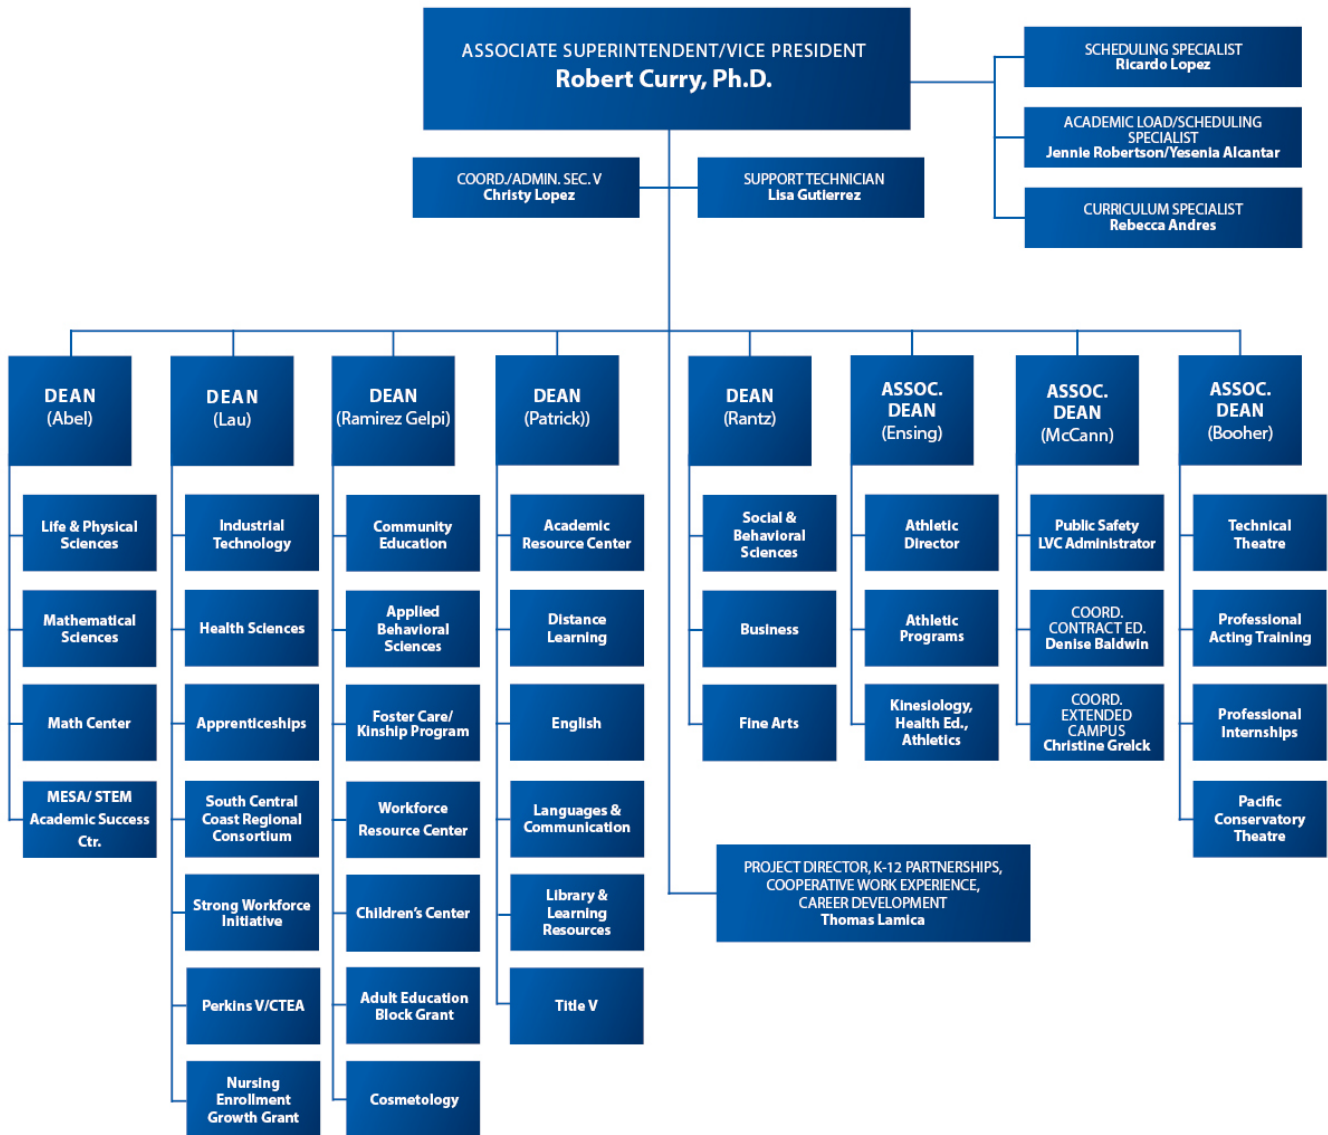 ASSOCIATE SUPERINTENDENT/VICE PRESIDENT
Robert Curry, Ph.D.
SCHEDULING SPECIALIST
Ricardo Lopez
ACADEMIC LOAD/SCHEDULING
SPECIALIST
Jennie Robertson/Yesenia Alcantar
CURRICULUM SPECIALIST
Rebecca Andres
COORD./ADMIN. SEC. V
Christy Lopez
SUPPORT TECHNICIAN
Lisa Gutierrez
DEAN
(Abel)
Life & Physical
Sciences
Mathematical
Sciences
Math Center
MESA/ STEM
Academic Success
Ctr.
DEAN
(Lau)
Industrial
Technology
Health Sciences
Apprenticeships
South Central
Coast Regional
Consortium
Strong Workforce
Initiative
Perkins V/CTEA
Nursing
Enrollment
Growth Grant
DEAN
(Ramirez Gelpi)
Community
Education
Applied
Behavioral
Sciences
Foster Care/
Kinship Program
Workforce
Resource Center
Children's Center
Adult Education
Block Grant
Cosmetology
DEAN
(Patrick))
Academic
Resource Center
Distance
Learning
English
Languages &
Communication
Library &
Learning
Resources
Title V
DEAN
(Rantz)
Social &
Behavioral
Sciences
Business
Fine Arts
ASSOC.
DEAN
(Ensing)
Athletic
Director
Athletic
Programs
Kinesiology,
Health Ed.,
Athletics
ASSOC.
DEAN
(McCann)
Public Safety
LVC Administrator
COORD.
CONTRACT ED.
Denise Baldwin
COORD.
EXTENDED
CAMPUS
Christine Grelck
ASSOC.
DEAN
(Booher)
Technical
Theatre
Professional
Acting Training
Professional
Internships
Pacific
Conservatory
Theatre
PROJECT DIRECTOR, K-12 PARTNERSHIPS,
COOPERATIVE WORK EXPERIENCE,
CAREER DEVELOPMENT
Thomas Lamica